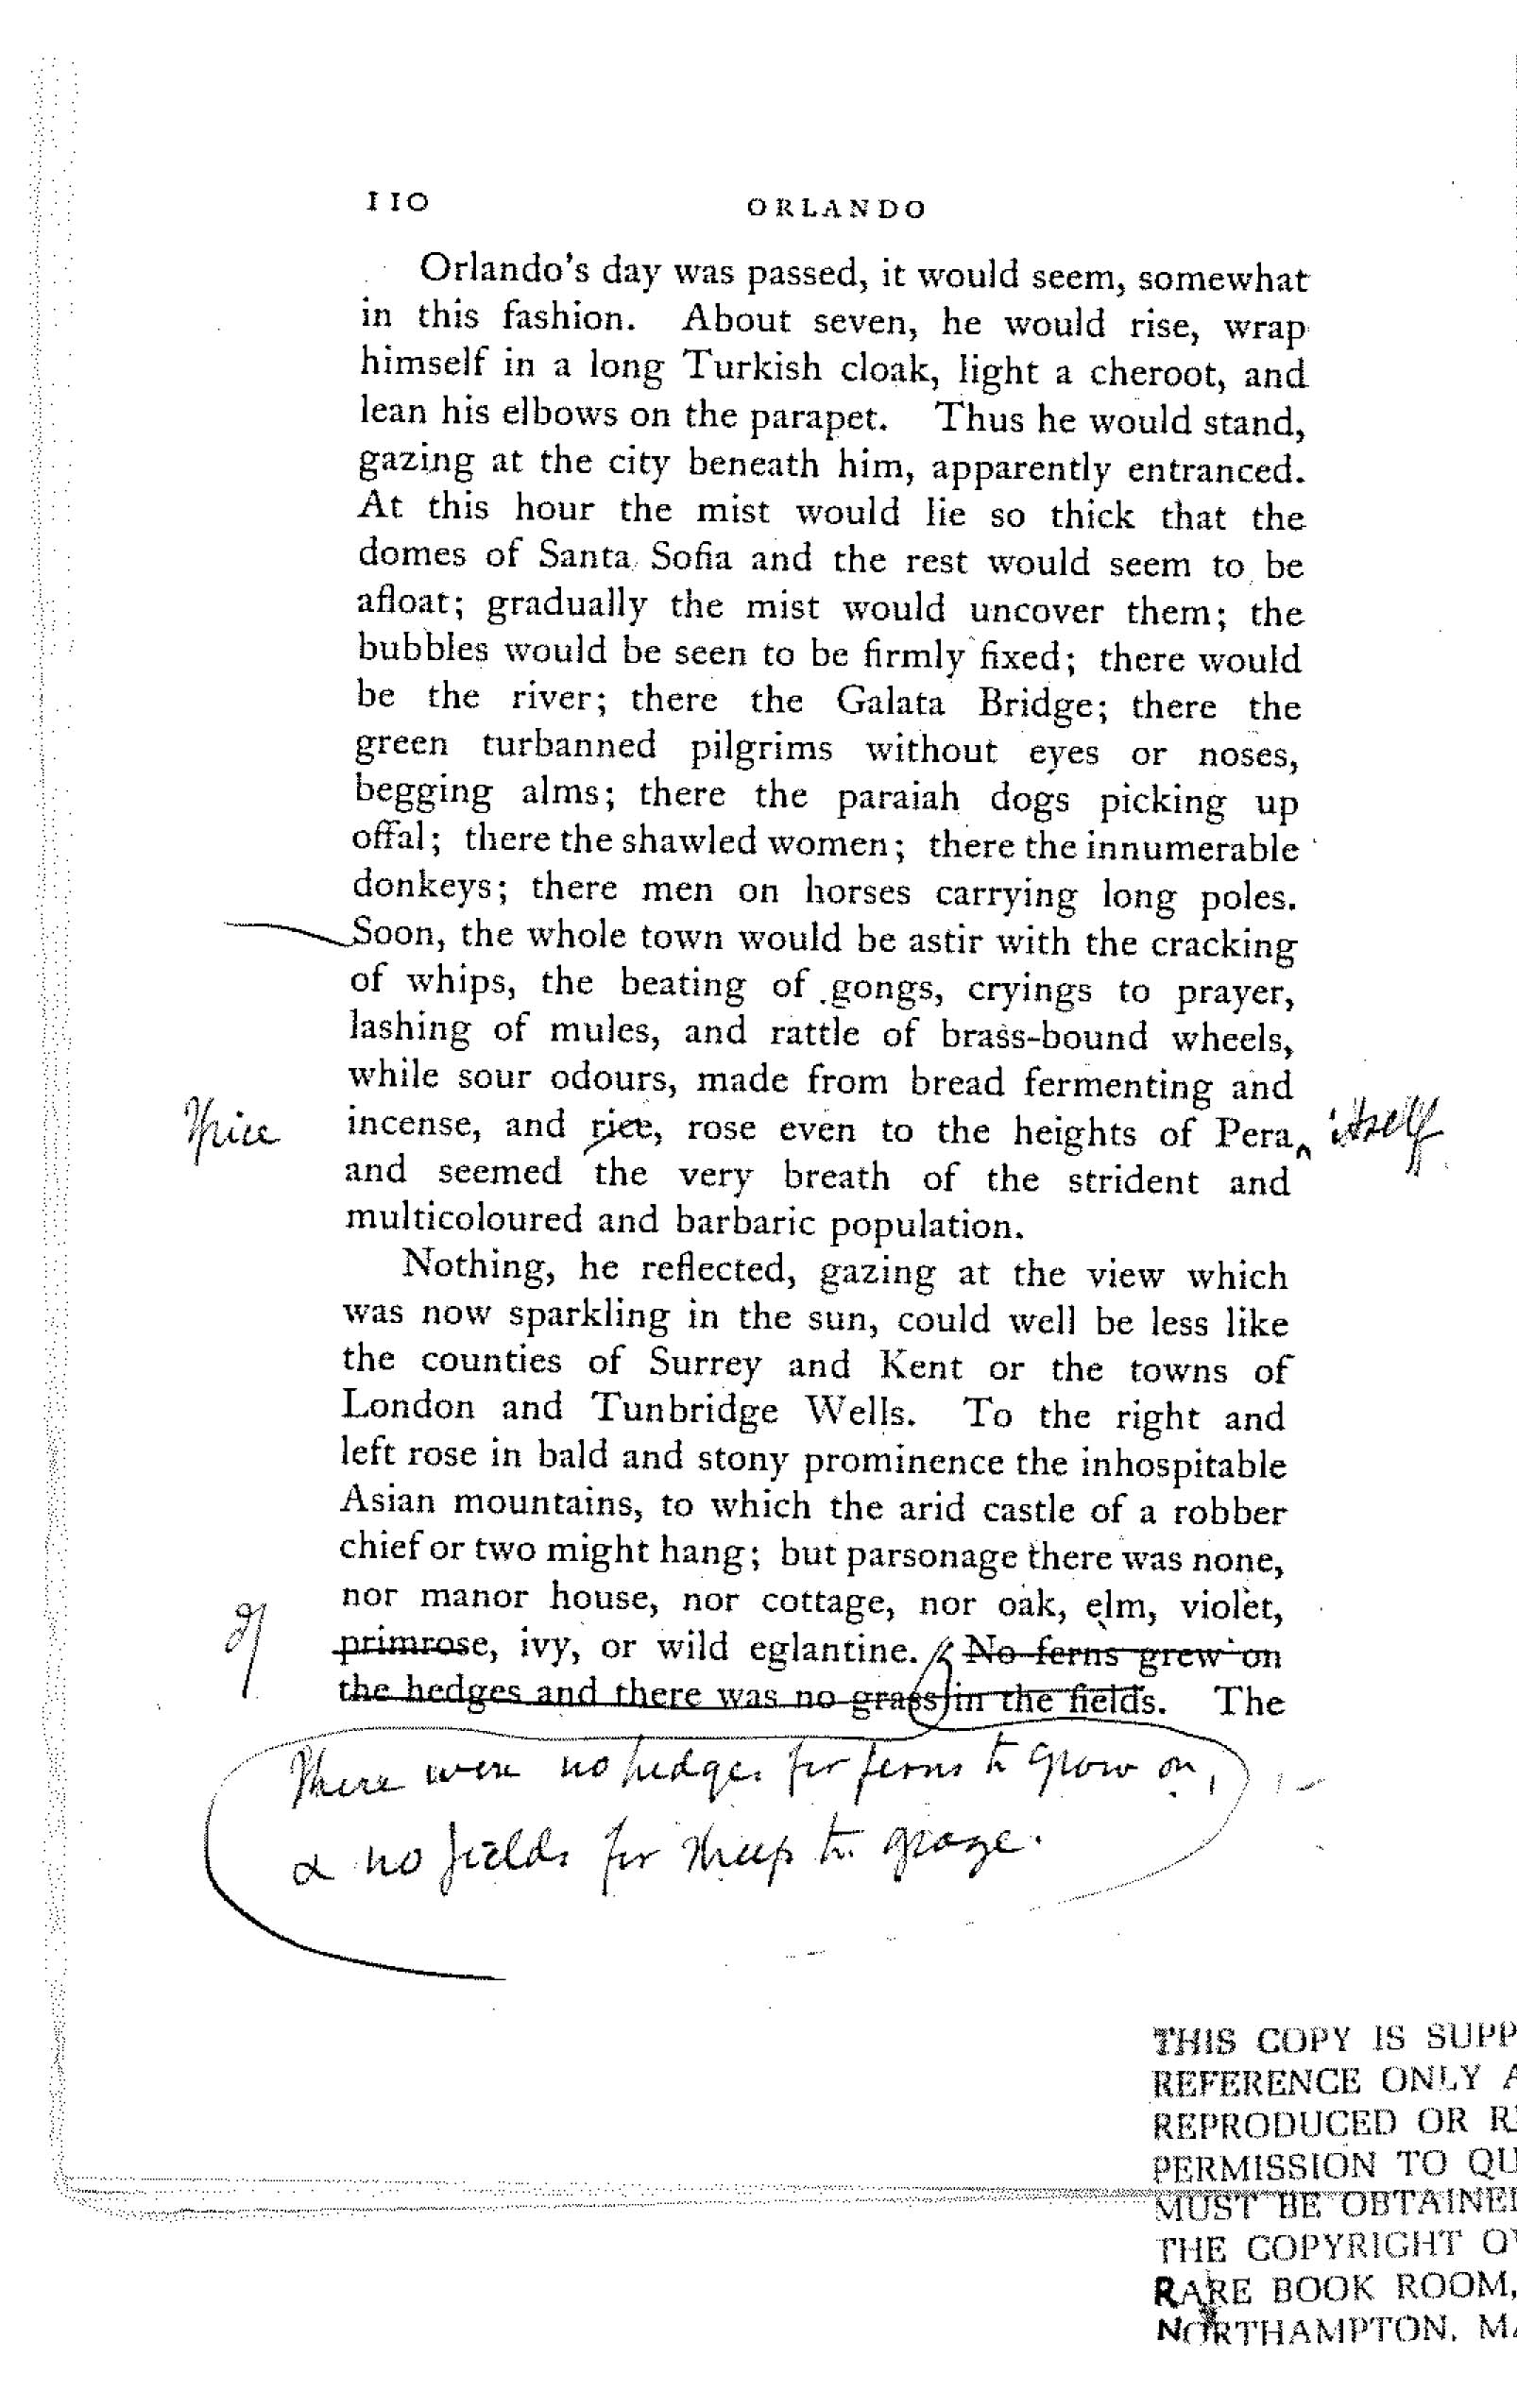 110 ORLANDO
Orlando's day was passed, it would seem, somewhat
in this fashion. About seven, he would rise, wrap
himself in a long Turkish cloak, light a cheroot, and
lean his elbows on the parapet. Thus he would stand,
gazing at the city beneath him, apparently entranced.
At this hour the mist would lie so thick that the
domes of Santa Sofia and the rest would seem to be
afloat; gradually the mist would uncover them; the
bubbles would be seen to be firmly fixed; there would
be the river; there the Galata Bridge; there the
green turbanned pilgrims without eyes or noses,
begging alms; there the paraiah dogs picking up
offal; there the shawled women; there the innumerable
donkeys; there men on horses carrying long poles.
Soon, the whole town would be astir with the cracking
of whips, the beating of gongs, cryings to prayer,
lashing of mules, and rattle of brass-bound wheels,
while sour odours, made from bread fermenting and
spice incense, and rice, rose even to the heights of Pera itself
and seemed the very breath of the strident and
multicoloured and barbaric population.
Nothing, he reflected, gazing at the view which
was now sparkling in the sun, could well be less like
the counties of Surrey and Kent or the towns of
London and Tunbridge Wells. To the right and
left rose in bald and stony prominence the inhospitable
Asian mountains, to which the arid castle of a robber
chief or two might hang; but parsonage there was none,
nor manor house, nor cottage, nor oak, elm, violet,
primrose, ivy, or wild eglantine. No ferns grew on
the hedges and there was no grass in the fields. The
There were no hedges for ferns to grow on,
& no fields for sheep to graze.
THIS COPY IS SUPP
REFERENCE ONLY A
REPRODUCED OR RE
PERMISSION TO QU
MUST BE OBTAINED
THE COPYRIGHT OW
RARE BOOK ROOM,
NORTHAMPTON, MA